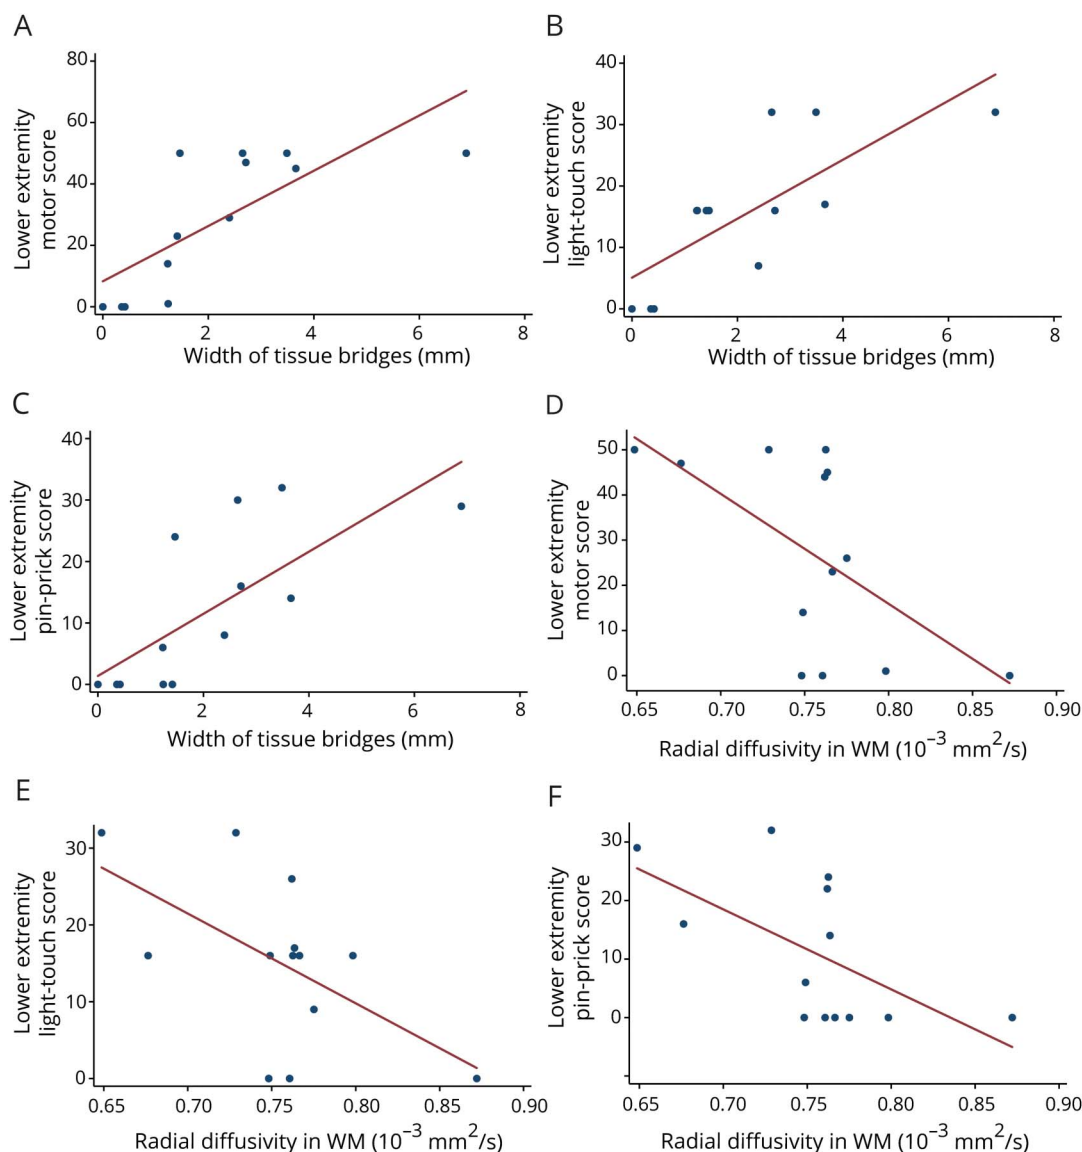 A
80
60
40
20
0
Lower extremity
motor score
0 2 4 6 8
Width of tissue bridges (mm)
B
40
30
20
10
0
Lower extremity
light-touch score
0 2 4 6 8
Width of tissue bridges (mm)
C
40
30
20
10
0
Lower extremity
pin-prick score
0 2 4 6 8
Width of tissue bridges (mm)
D
50
40
30
20
10
0
Lower extremity
motor score
0.65 0.70 0.75 0.80 0.85 0.90
Radial diffusivity in WM (10⁻³ mm²/s)
E
30
20
10
0
Lower extremity
light-touch score
0.65 0.70 0.75 0.80 0.85 0.90
Radial diffusivity in WM (10⁻³ mm²/s)
F
30
20
10
0
Lower extremity
pin-prick score
0.65 0.70 0.75 0.80 0.85 0.90
Radial diffusivity in WM (10⁻³ mm²/s)